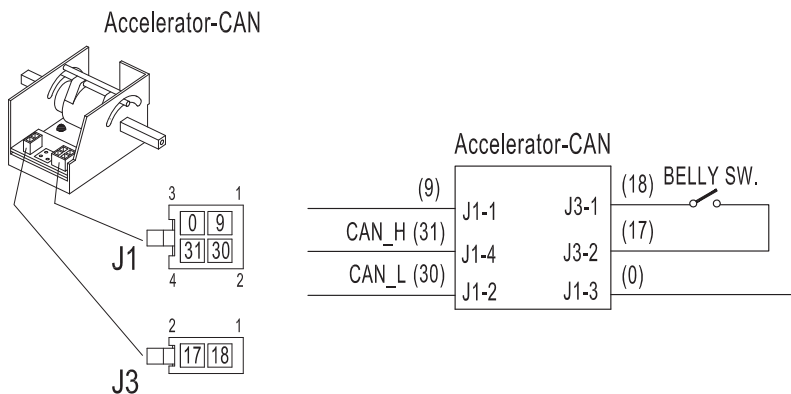 Accelerator-CAN
3 1
0 9
31 30
J1
4 2
2 1
17 18
J3
Accelerator-CAN
(9) J1-1
CAN_H (31) J1-4
CAN_L (30) J1-2
J3-1 (18) BELLY SW.
J3-2 (17)
J1-3 (0)